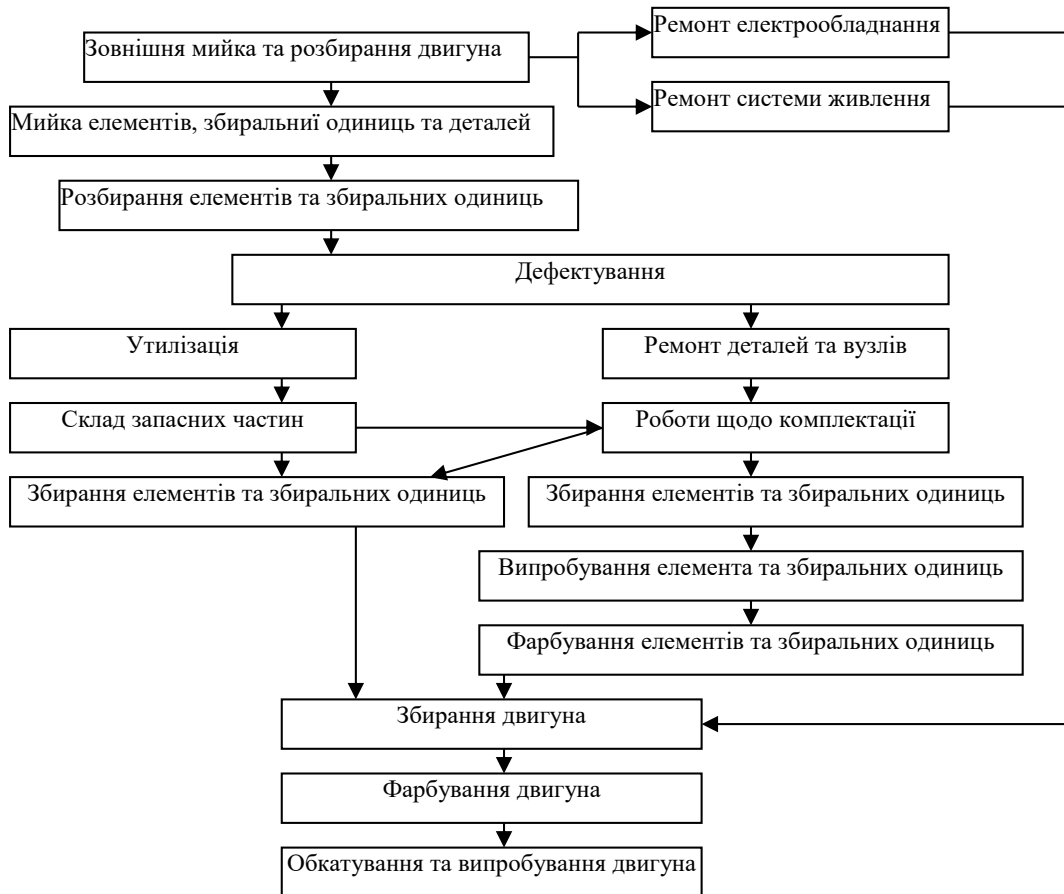 Ремонт електрообладнання
Зовнішня мийка та розбирання двигуна
Ремонт системи живлення
Мийка елементів, збиральниї одиниць та деталей
Розбирання елементів та збиральних одиниць
Дефектування
Утилізація
Ремонт деталей та вузлів
Склад запасних частин
Роботи щодо комплектації
Збирання елементів та збиральних одиниць
Збирання елементів та збиральних одиниць
Випробування елемента та збиральних одиниць
Фарбування елементів та збиральних одиниць
Збирання двигуна
Фарбування двигуна
Обкатування та випробування двигуна